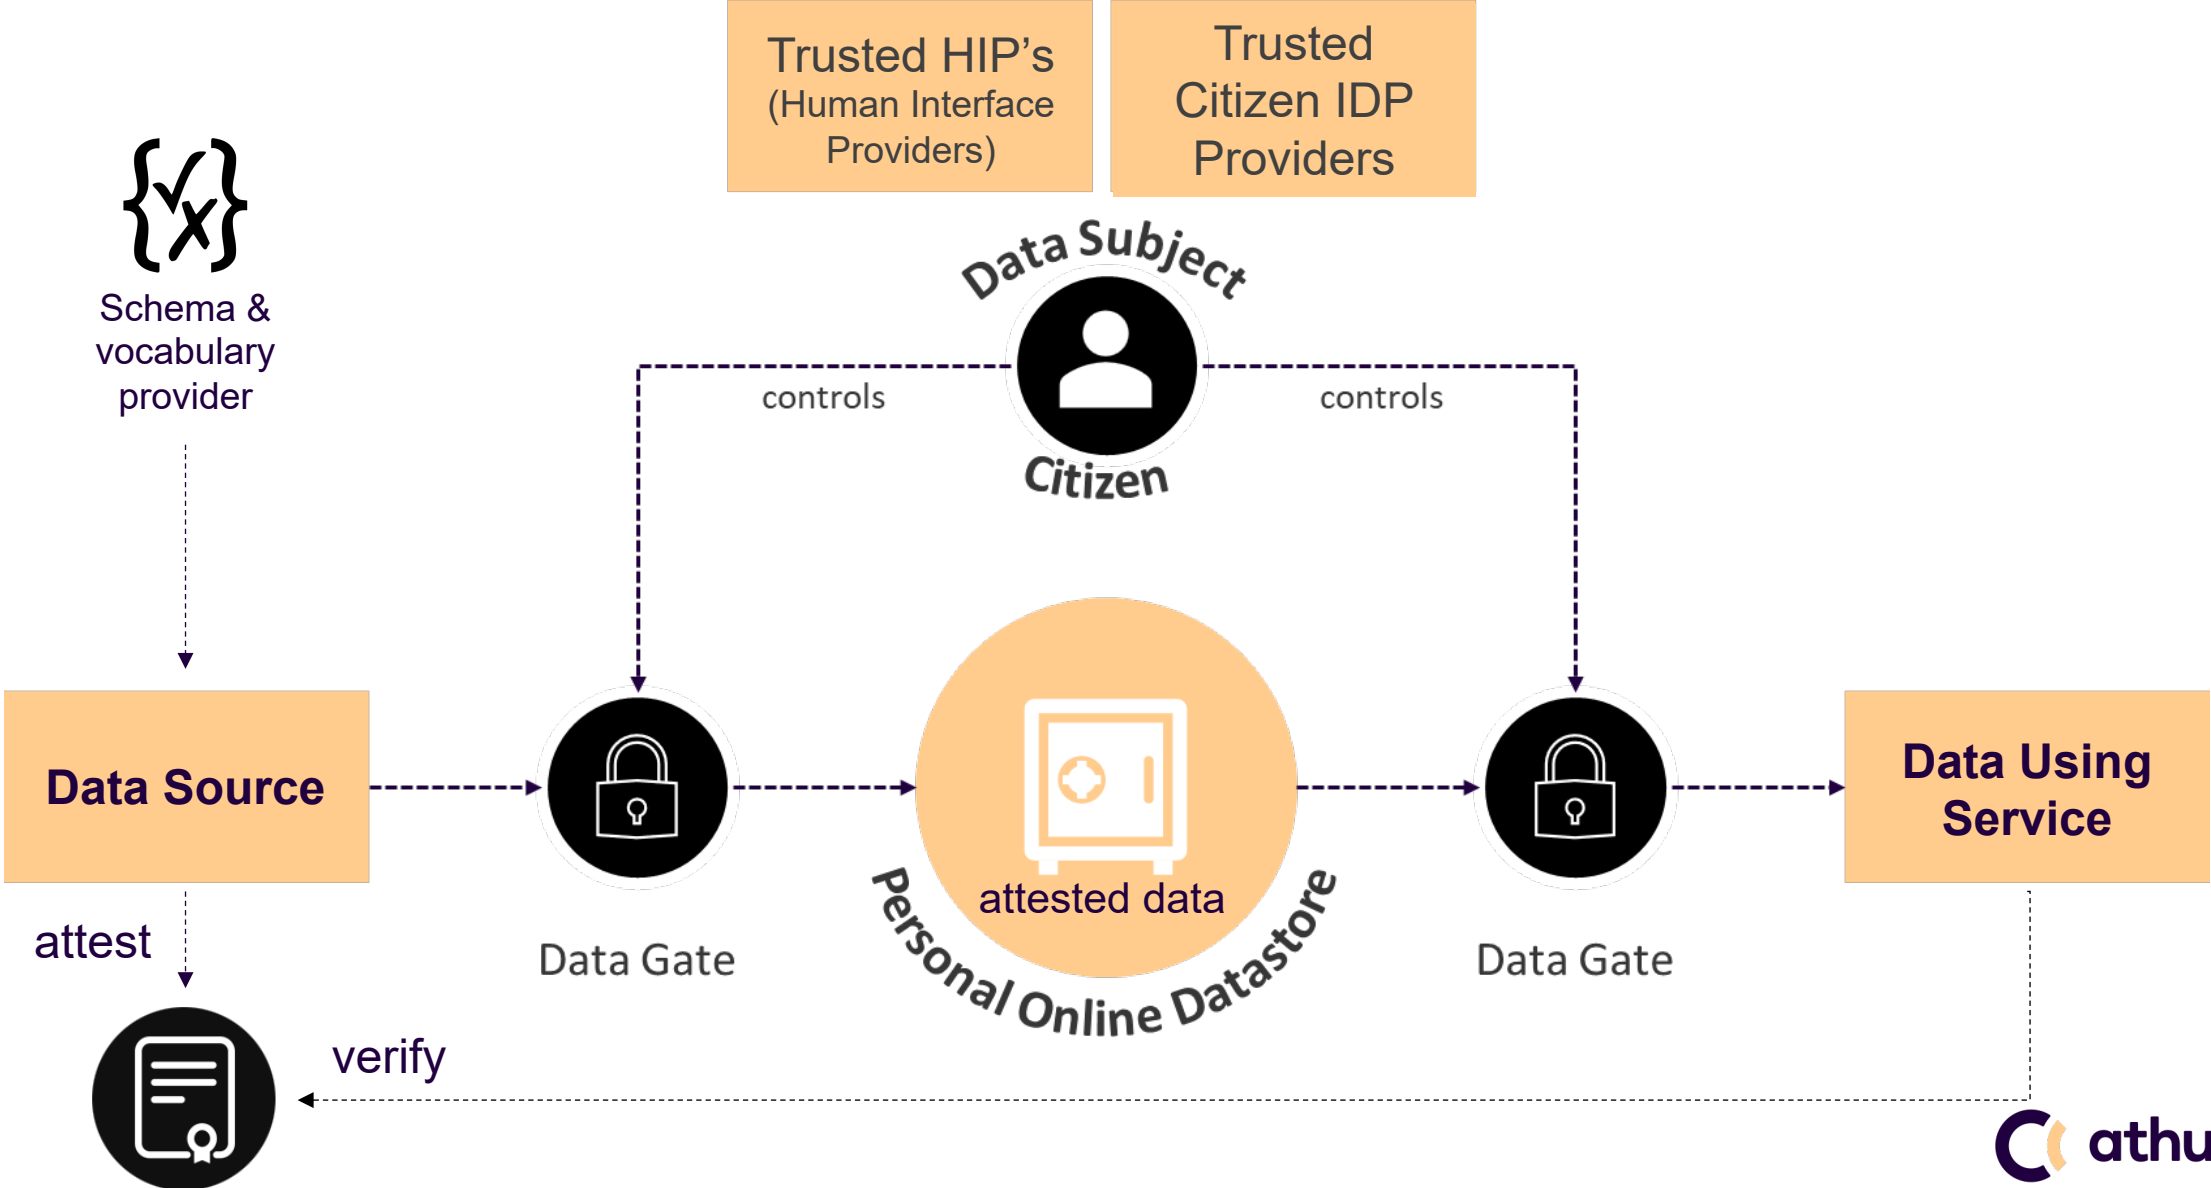 Trusted HIP’s
(Human Interface
Providers)
Trusted
Citizen IDP
Providers
Schema &
vocabulary
provider
Data Subject
Citizen
controls
controls
Data Source
Data Using
Service
attested data
Personal Online Datastore
Data Gate
Data Gate
attest
verify
athu